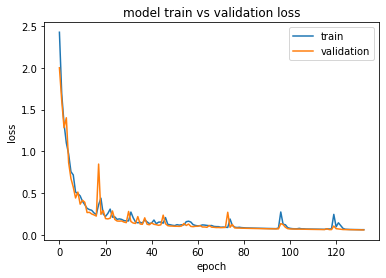 model train vs validation loss
train
validation
loss
2.5
2.0
1.5
1.0
0.5
0.0
0 20 40 60 80 100 120
epoch